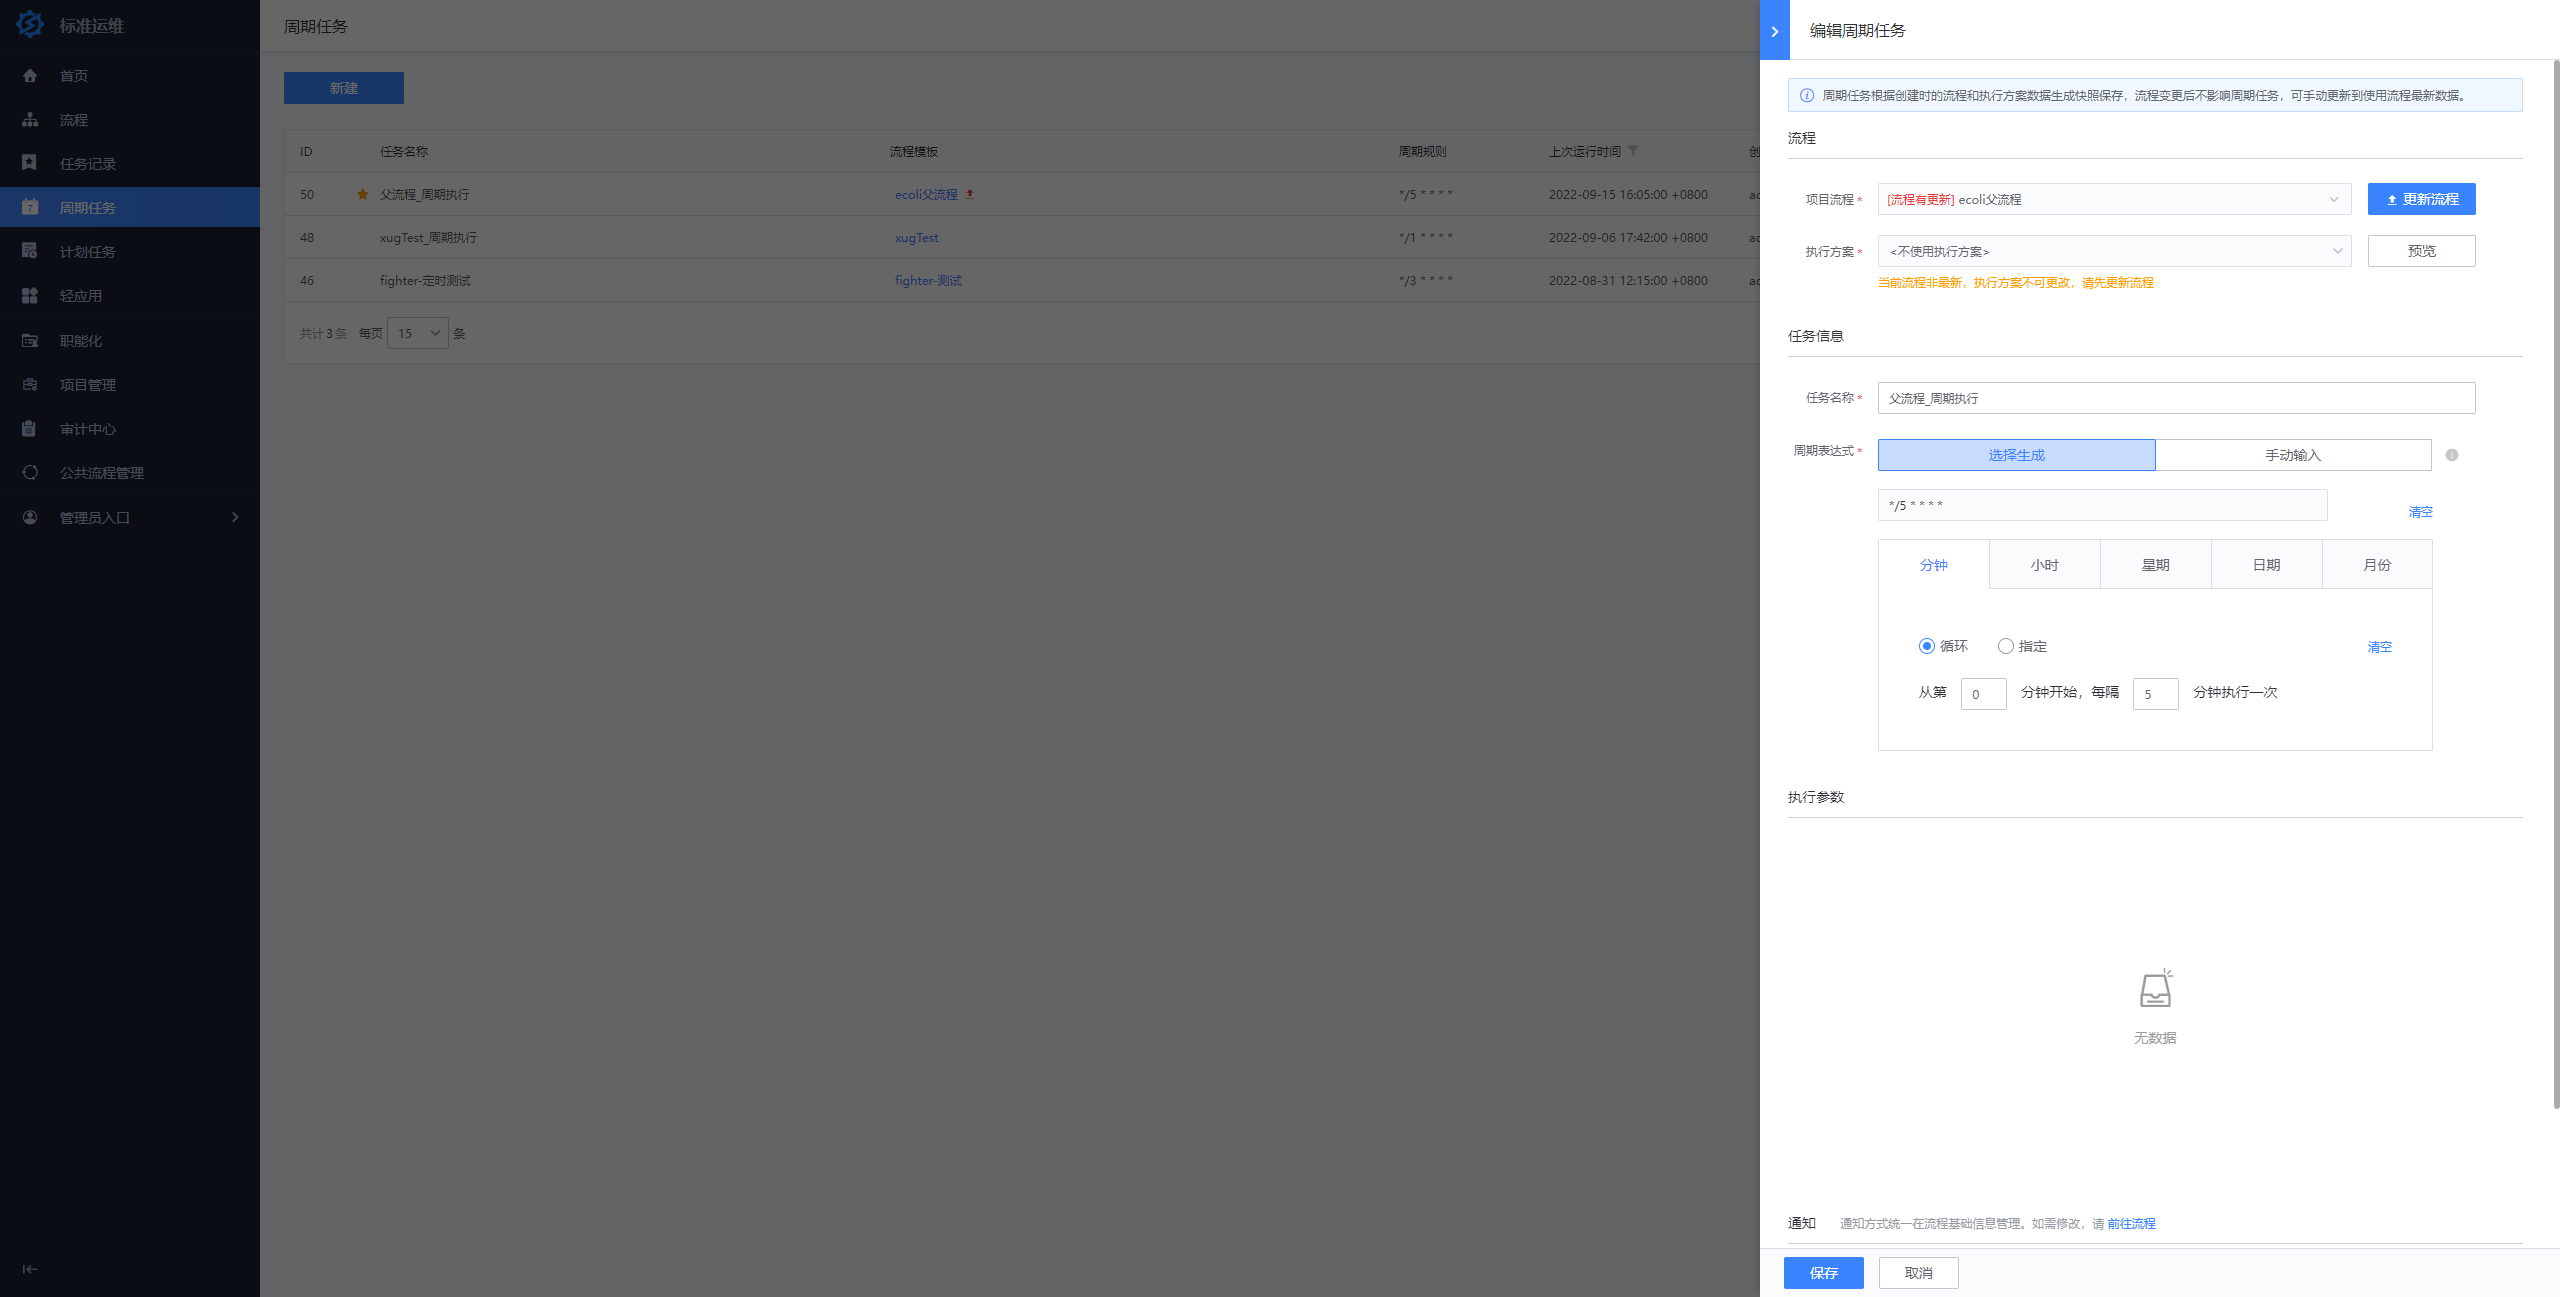 标准运维
首页
流程
任务记录
周期任务
计划任务
轻应用
职能化
项目管理
审计中心
公共流程管理
管理员入口
周期任务
新建
ID 任务名称 流程模板 周期规则 上次运行时间
50 父流程_周期执行 ecoli父流程 */5 * * * * 2022-09-15 16:05:00 +0800
48 xugTest_周期执行 xugTest */1 * * * * 2022-09-06 17:42:00 +0800
46 fighter-定时测试 fighter-测试 */3 * * * * 2022-08-31 12:15:00 +0800
共计3条 每页 15 条
编辑周期任务
周期任务根据创建时的流程和执行方案数据生成快照保存，流程变更后不影响周期任务，可手动更新到使用流程最新数据。
流程
项目流程* [流程有更新] ecoli父流程 更新流程
执行方案* <不使用执行方案> 预览
当前流程非最新，执行方案不可更改，请先更新流程
任务信息
任务名称* 父流程_周期执行
周期表达式* 选择生成 手动输入
*/5 * * * * 清空
分钟 小时 星期 日期 月份
循环 指定 清空
从第 0 分钟开始，每隔 5 分钟执行一次
执行参数
无数据
通知 通知方式统一在流程基础信息管理。如需修改，请 前往流程
保存 取消